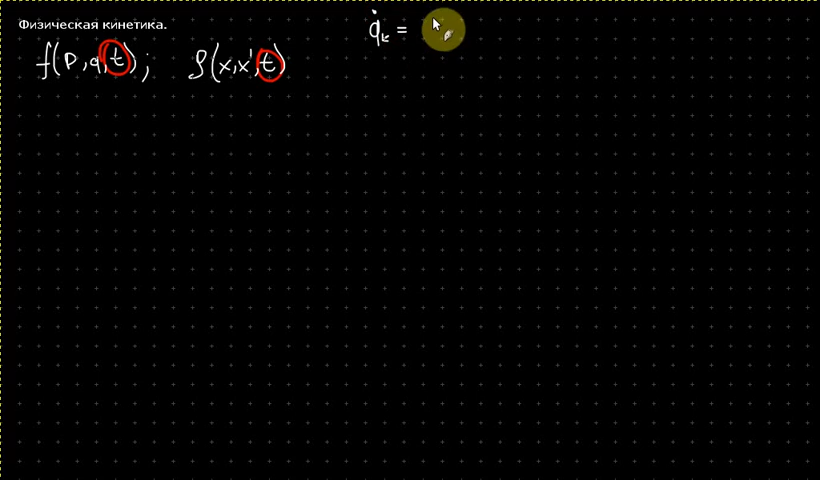 Физическая кинетика.
q̇ₖ =
f(p,q,t); ρ(x,x',t)